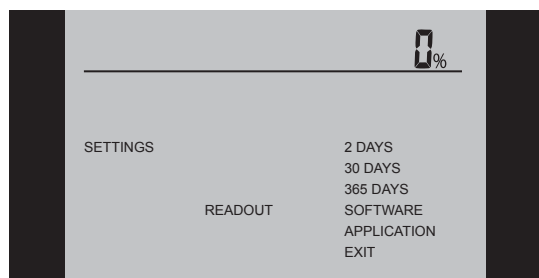 0%
SETTINGS 2 DAYS
30 DAYS
365 DAYS
READOUT SOFTWARE
APPLICATION
EXIT